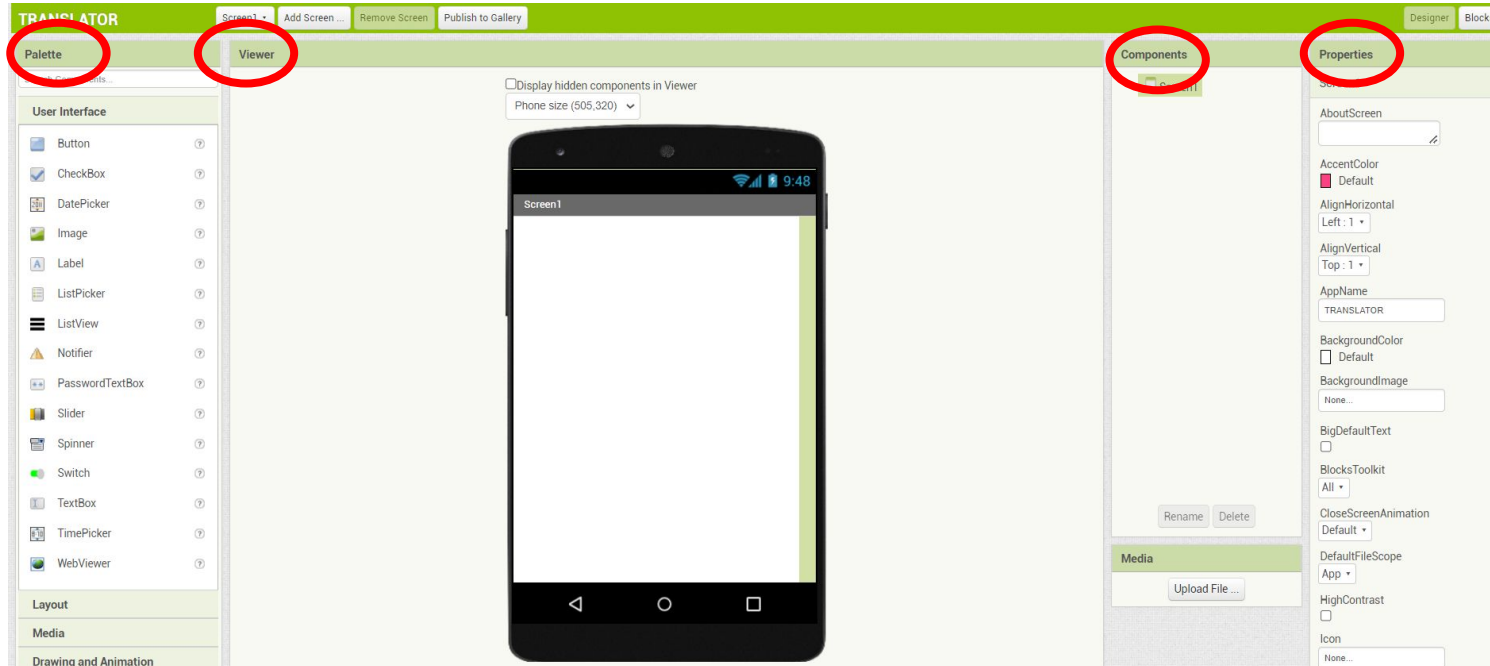 TRANSLATOR
Screen1
Add Screen ...
Remove Screen
Publish to Gallery
Designer
Block
Palette
Viewer
Components
Properties
User Interface
Button
CheckBox
DatePicker
Image
Label
ListPicker
ListView
Notifier
PasswordTextBox
Slider
Spinner
Switch
TextBox
TimePicker
WebViewer
Layout
Media
Drawing and Animation
Display hidden components in Viewer
Phone size (505,320)
9:48
Screen1
Screen1
Rename
Delete
Media
Upload File ...
AboutScreen
AccentColor
Default
AlignHorizontal
Left : 1
AlignVertical
Top : 1
AppName
TRANSLATOR
BackgroundColor
Default
BackgroundImage
None...
BigDefaultText
BlocksToolkit
All
CloseScreenAnimation
Default
DefaultFileScope
App
HighContrast
Icon
None...